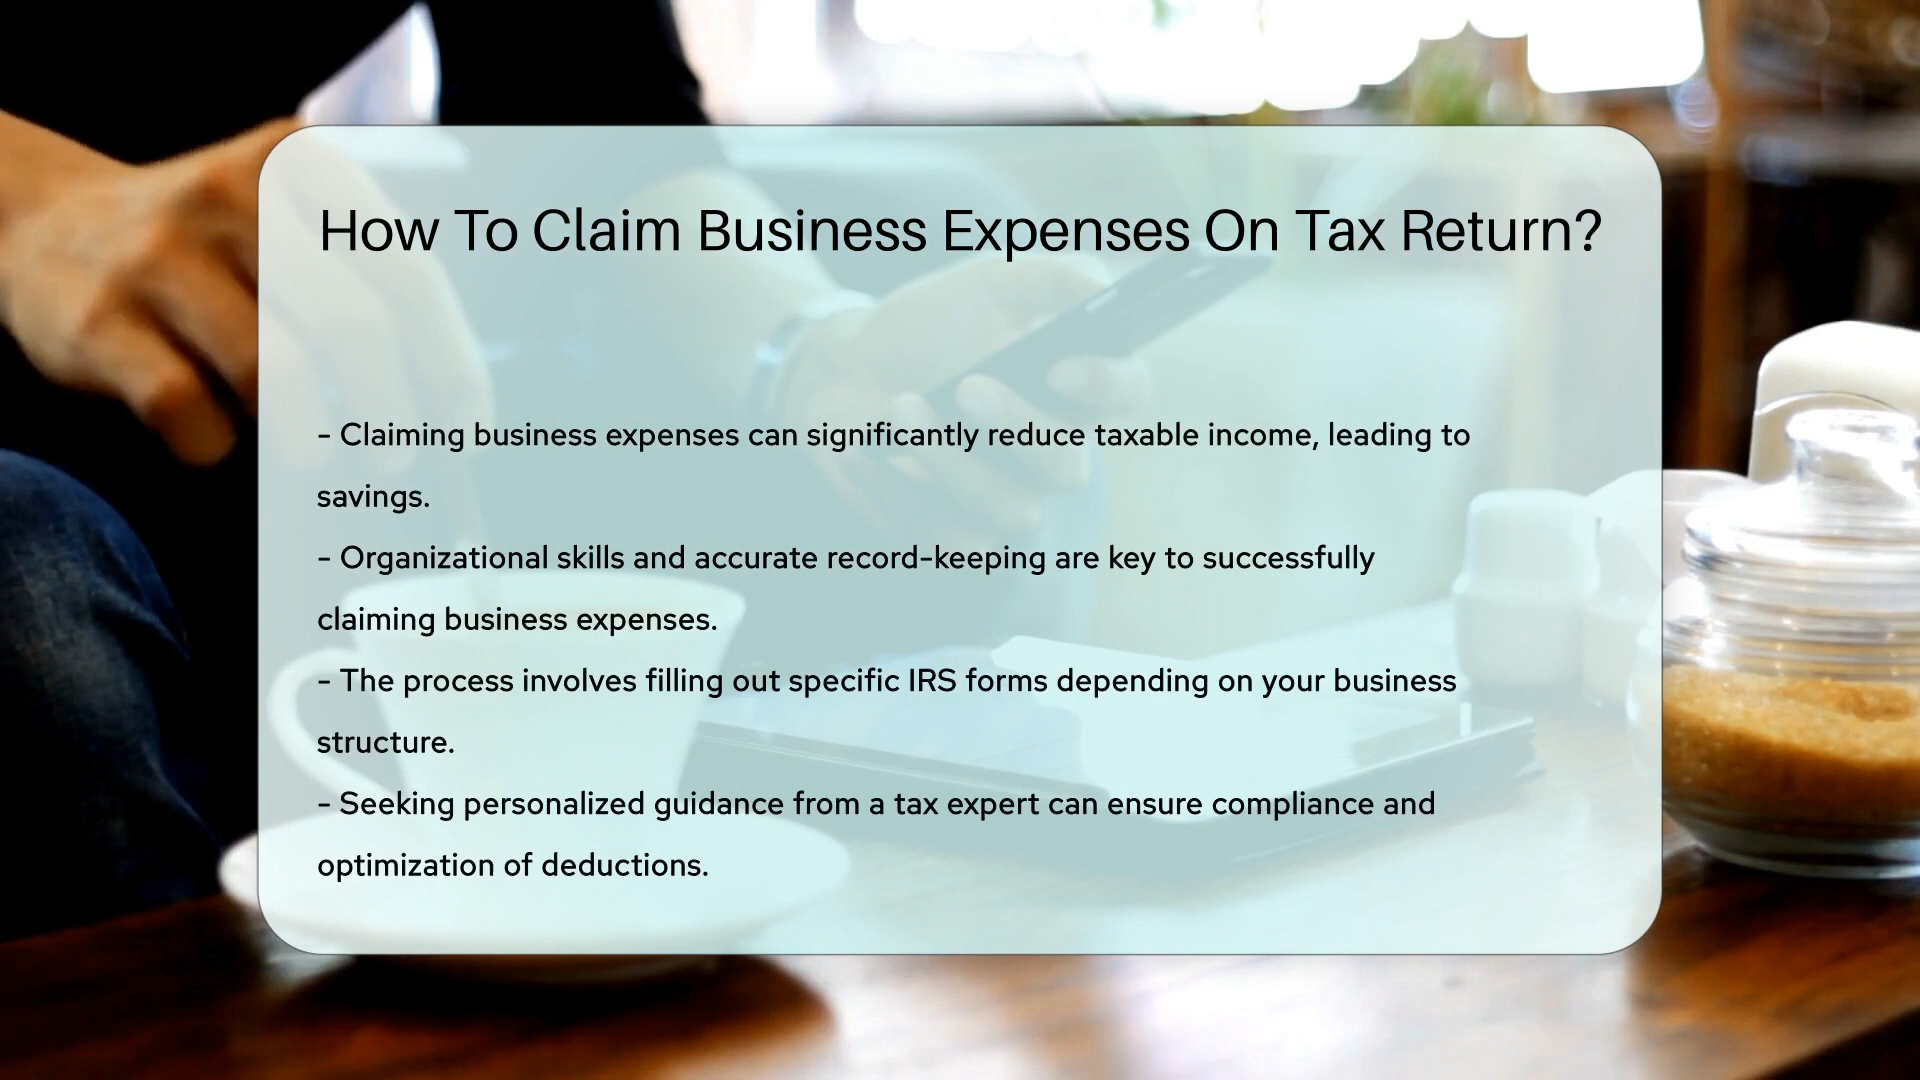 How To Claim Business Expenses On Tax Return?
- Claiming business expenses can significantly reduce taxable income, leading to
savings.
- Organizational skills and accurate record-keeping are key to successfully
claiming business expenses.
- The process involves filling out specific IRS forms depending on your business
structure.
- Seeking personalized guidance from a tax expert can ensure compliance and
optimization of deductions.